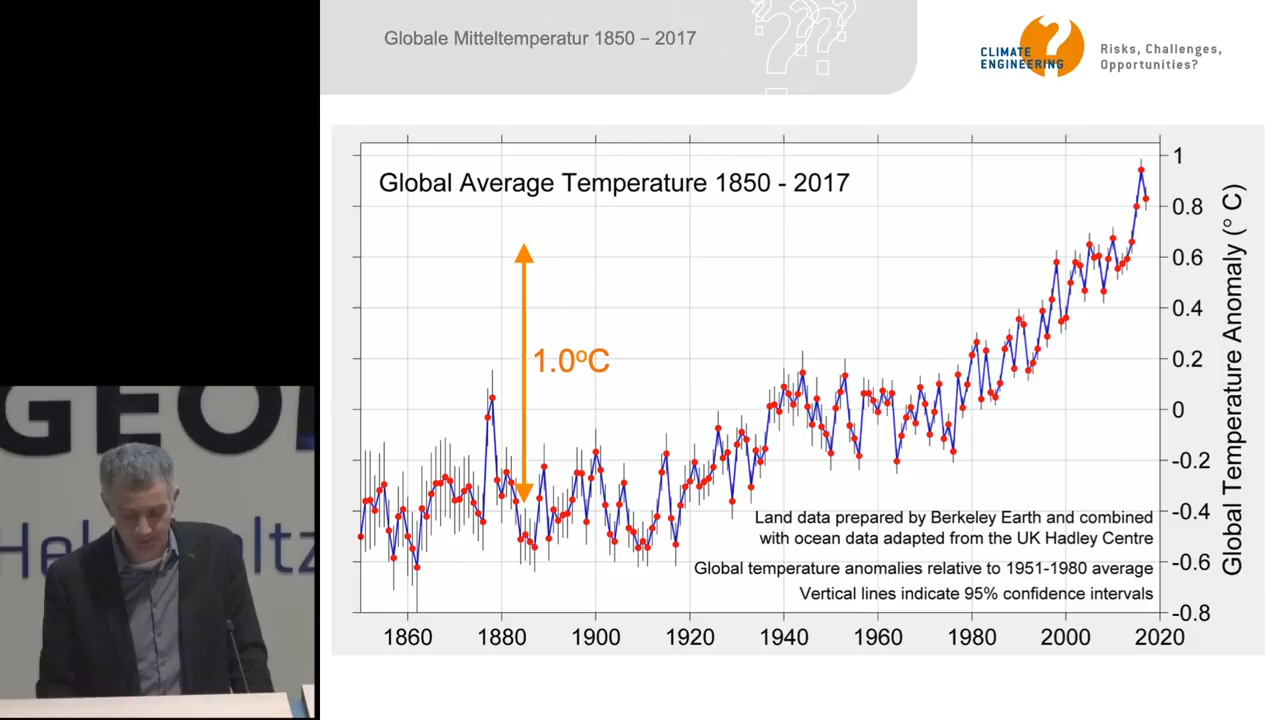 Globale Mitteltemperatur 1850 – 2017
CLIMATE
ENGINEERING
?
Risks, Challenges,
Opportunities?
Global Average Temperature 1850 - 2017
1.0ºC
Land data prepared by Berkeley Earth and combined
with ocean data adapted from the UK Hadley Centre
Global temperature anomalies relative to 1951-1980 average
Vertical lines indicate 95% confidence intervals
1
0.8
0.6
0.4
0.2
0
-0.2
-0.4
-0.6
-0.8
Global Temperature Anomaly (° C)
1860 1880 1900 1920 1940 1960 1980 2000 2020
GEO